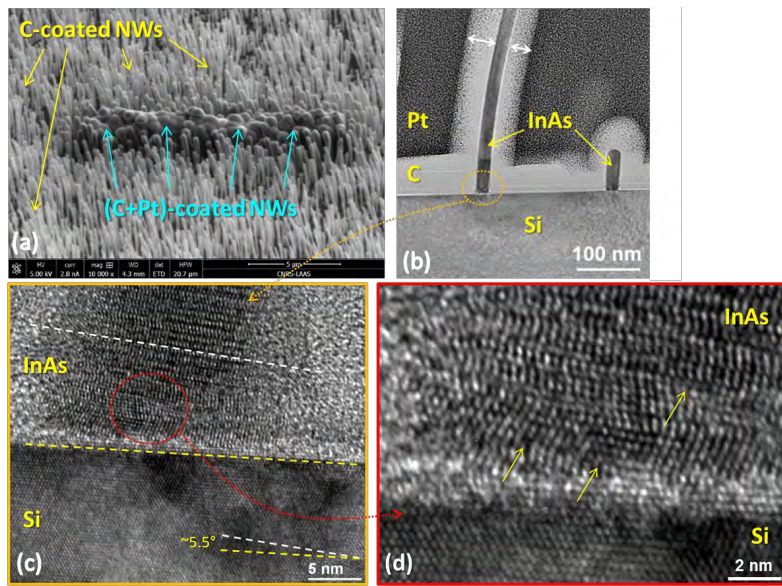 C-coated NWs
(C+Pt)-coated NWs
(a)
HV curr mag ⊞ WD det HFW
5.00 kV 2.8 nA 10 000 x 4.3 mm ETD 20.7 µm
5 µm
CNRS-LAAS
(b)
Pt
InAs
C
Si
100 nm
InAs
Si
~5.5°
(c)
5 nm
InAs
Si
(d)
2 nm